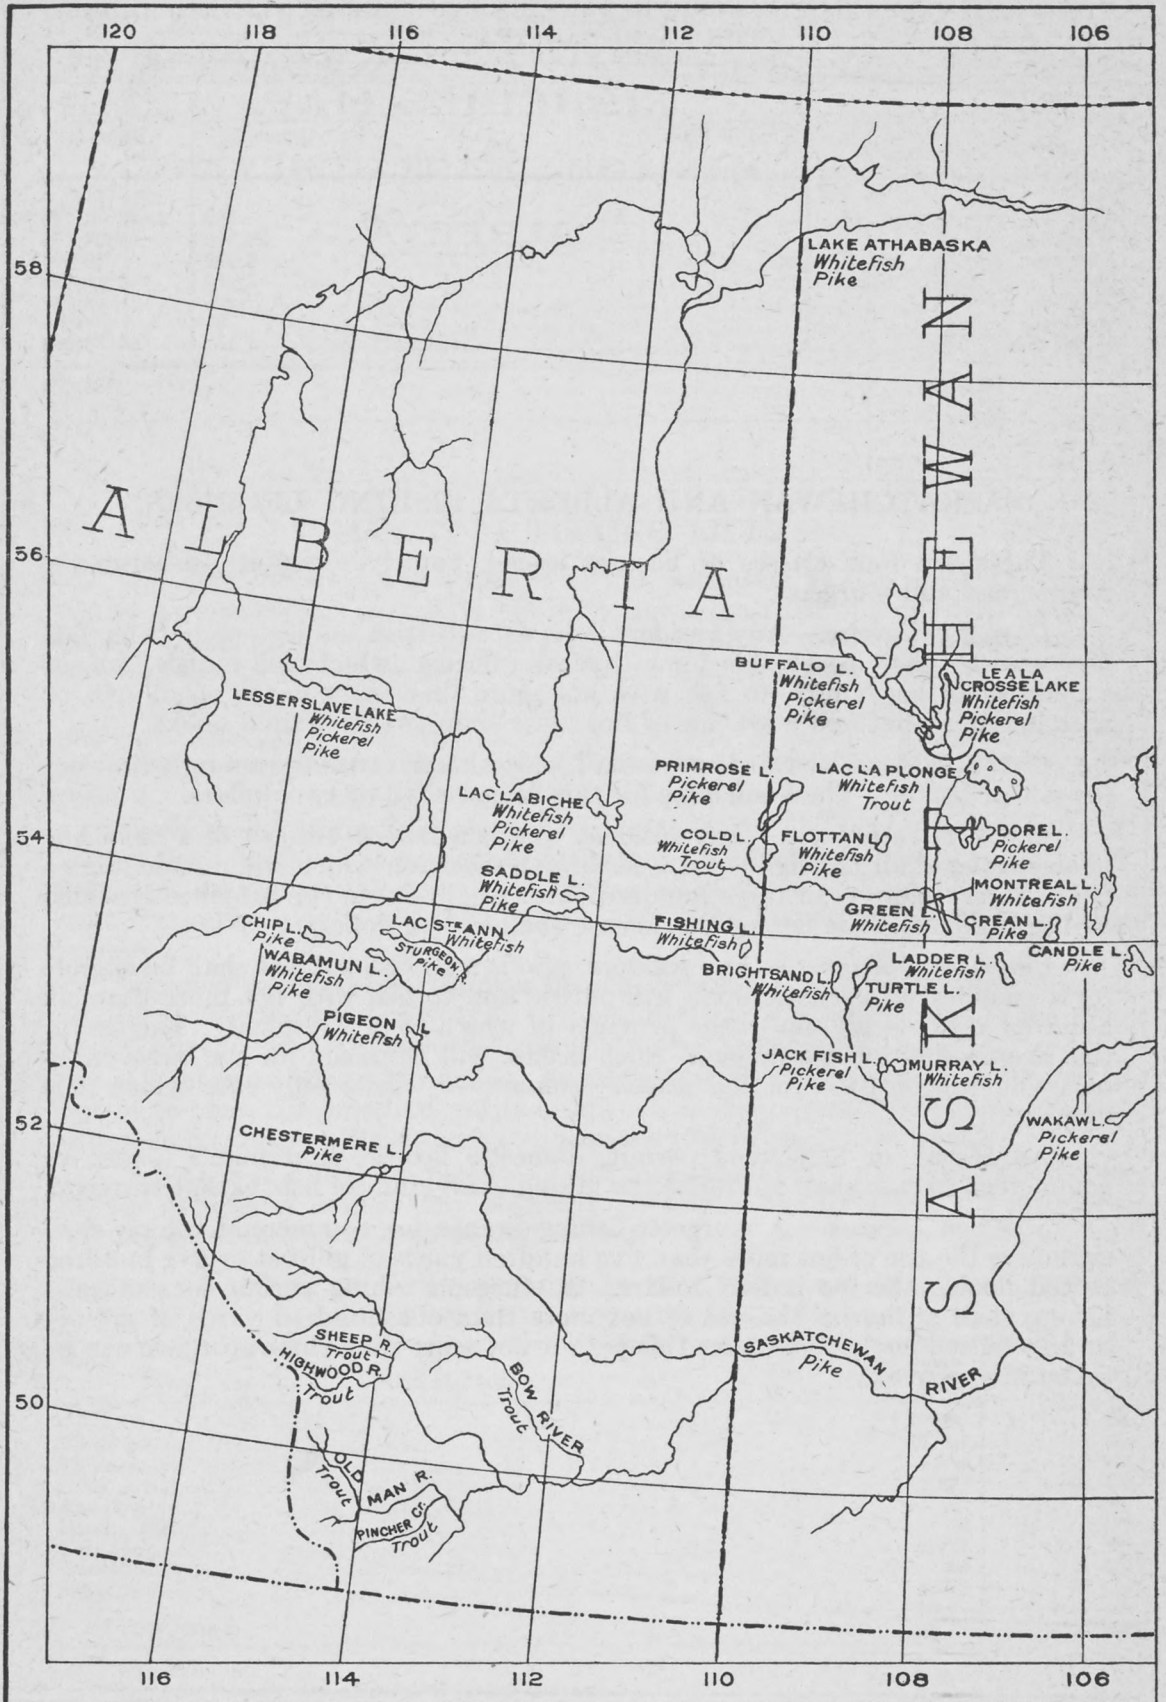 120 118 116 114 112 110 108 106
58
LAKE ATHABASKA
Whitefish
Pike
56
ALBERTA
SASKATCHEWAN
BUFFALO L.
Whitefish
Pickerel
Pike
LEALA
CROSSE LAKE
Whitefish
Pickerel
Pike
LESSER SLAVE LAKE
Whitefish
Pickerel
Pike
PRIMROSE L.
Pickerel
Pike
LAC LA PLONGE
Whitefish
Trout
LAC LA BICHE
Whitefish
Pickerel
Pike
54
COLD L.
Whitefish
Trout
FLOTTAN L.
Whitefish
Pike
DORE L.
Pickerel
Pike
SADDLE L.
Whitefish
Pike
MONTREAL L.
Whitefish
GREEN L.
Whitefish
CREAN L.
Pike
CHIP L.
Pike
LAC STE ANN
Whitefish
STURGEON R.
Pike
FISHING L.
Whitefish
WABAMUN L.
Whitefish
Pike
BRIGHTSAND L.
Whitefish
LADDER L.
Whitefish
CANDLE L.
Pike
TURTLE L.
Pike
PIGEON L
Whitefish
JACK FISH L.
Pickerel
Pike
MURRAY L.
Whitefish
52
CHESTERMERE L.
Pike
WAKAW L.
Pickerel
Pike
SHEEP R.
Trout
HIGHWOOD R.
Trout
BOW RIVER
Trout
SASKATCHEWAN RIVER
Pike
50
OLD MAN R.
Trout
PINCHER Cr.
Trout
116 114 112 110 108 106